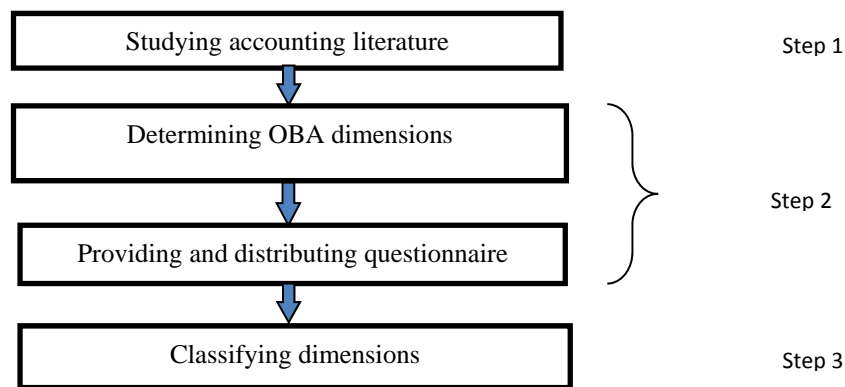 Studying accounting literature
Step 1
Determining OBA dimensions
Step 2
Providing and distributing questionnaire
Classifying dimensions
Step 3